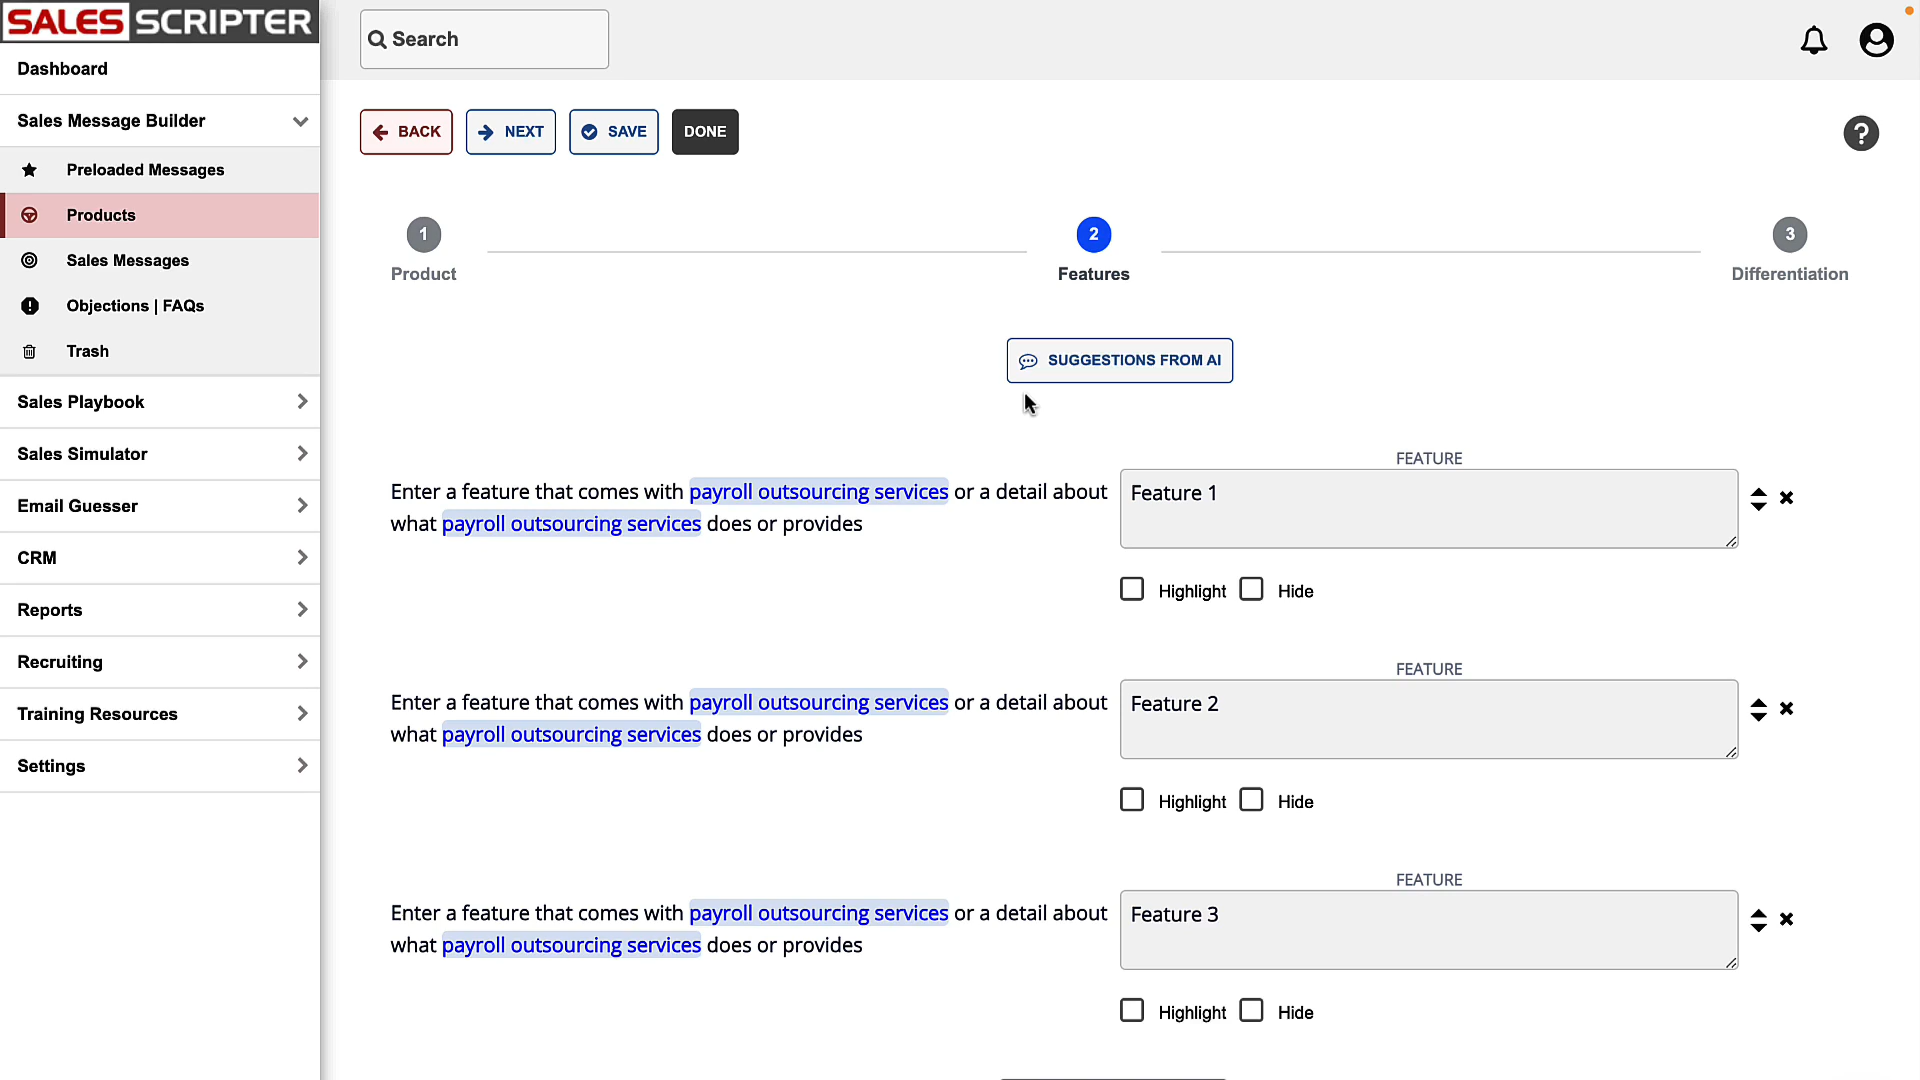 SALES SCRIPTER
Search
Dashboard
Sales Message Builder
Preloaded Messages
Products
Sales Messages
Objections | FAQs
Trash
Sales Playbook
Sales Simulator
Email Guesser
CRM
Reports
Recruiting
Training Resources
Settings
BACK
NEXT
SAVE
DONE
?
1
Product
2
Features
3
Differentiation
SUGGESTIONS FROM AI
FEATURE
Enter a feature that comes with payroll outsourcing services or a detail about
what payroll outsourcing services does or provides
Feature 1
Highlight
Hide
FEATURE
Enter a feature that comes with payroll outsourcing services or a detail about
what payroll outsourcing services does or provides
Feature 2
Highlight
Hide
FEATURE
Enter a feature that comes with payroll outsourcing services or a detail about
what payroll outsourcing services does or provides
Feature 3
Highlight
Hide